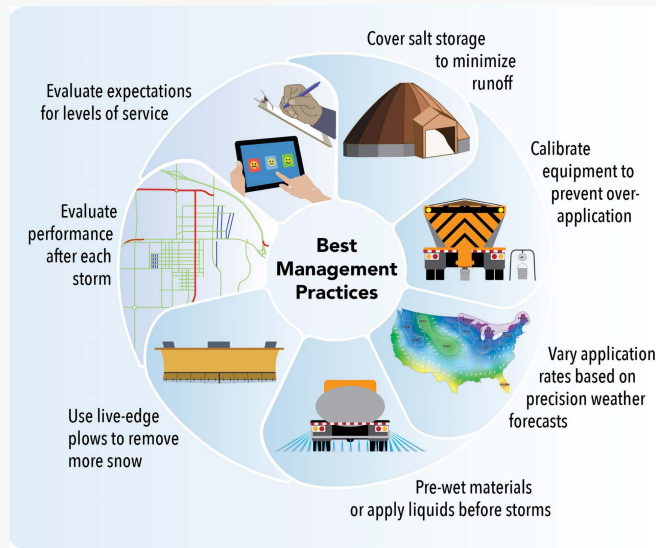 Best
Management
Practices
Cover salt storage
to minimize
runoff
Calibrate
equipment to
prevent over-
application
Vary application
rates based on
precision weather
forecasts
Pre-wet materials
or apply liquids before storms
Use live-edge
plows to remove
more snow
Evaluate
performance
after each
storm
Evaluate expectations
for levels of service